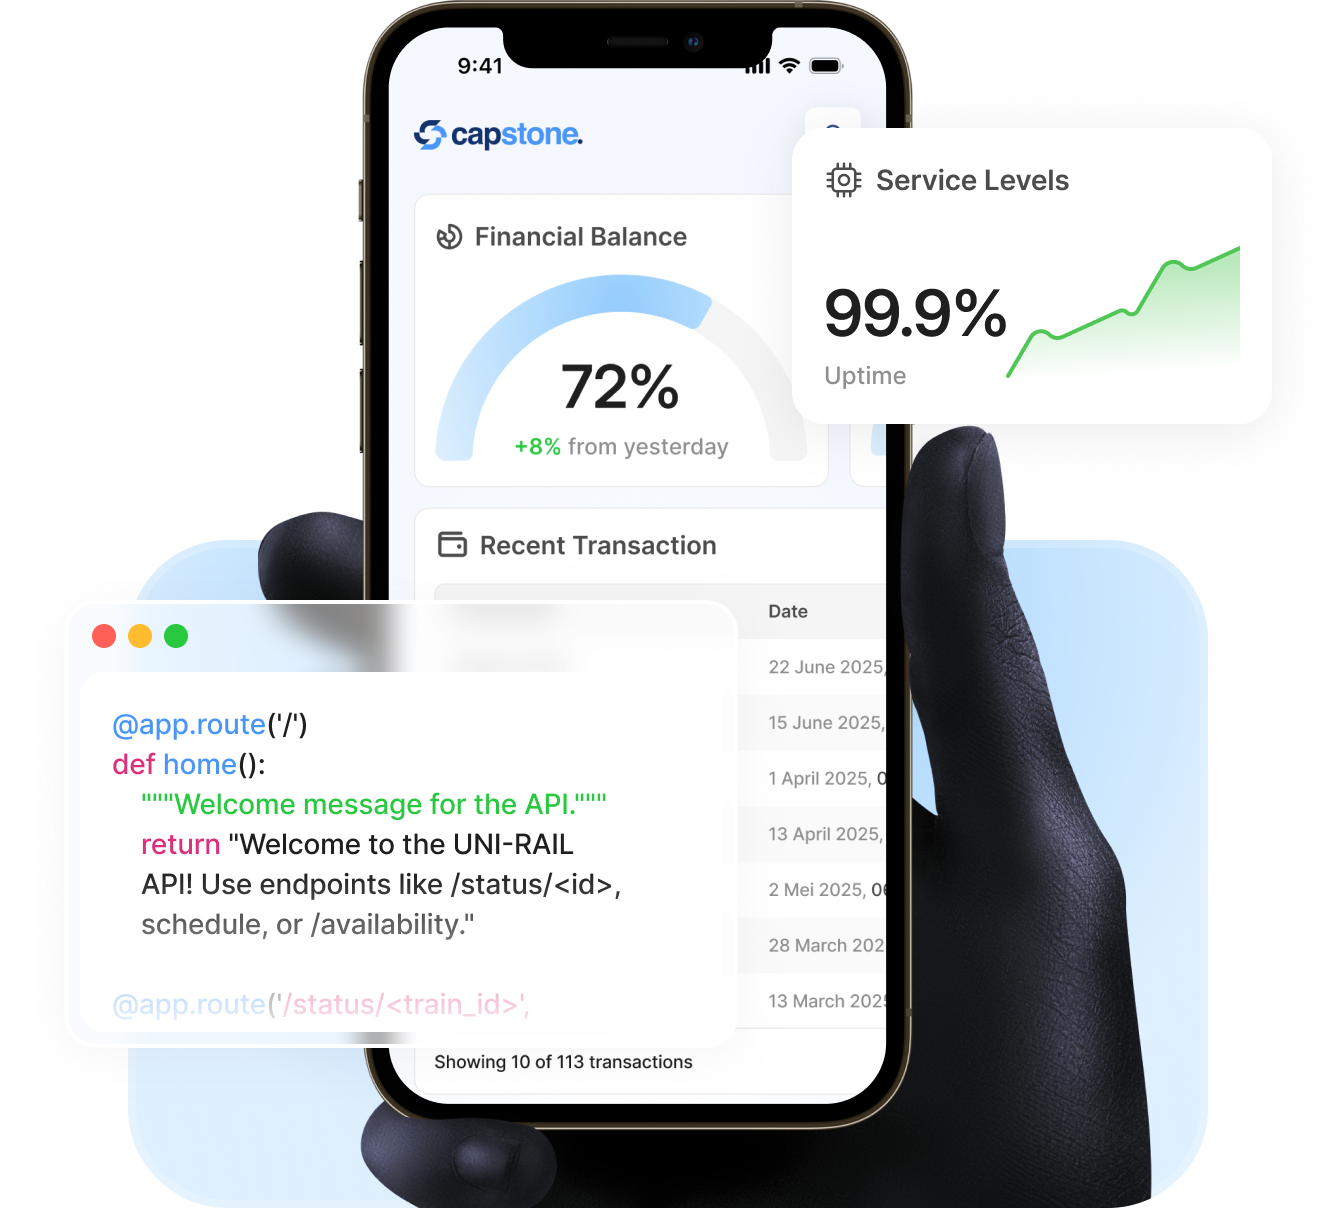 9:41
capstone.
Financial Balance
72%
+8% from yesterday
Service Levels
99.9%
Uptime
Recent Transaction
Date
22 June 2025,
15 June 2025,
1 April 2025, 0
13 April 2025,
2 Mei 2025, 06
28 March 202
13 March 2025
Showing 10 of 113 transactions
@app.route('/')
def home():
"""Welcome message for the API."""
return "Welcome to the UNI-RAIL
API! Use endpoints like /status/<id>,
schedule, or /availability."
@app.route('/status/<train_id>',